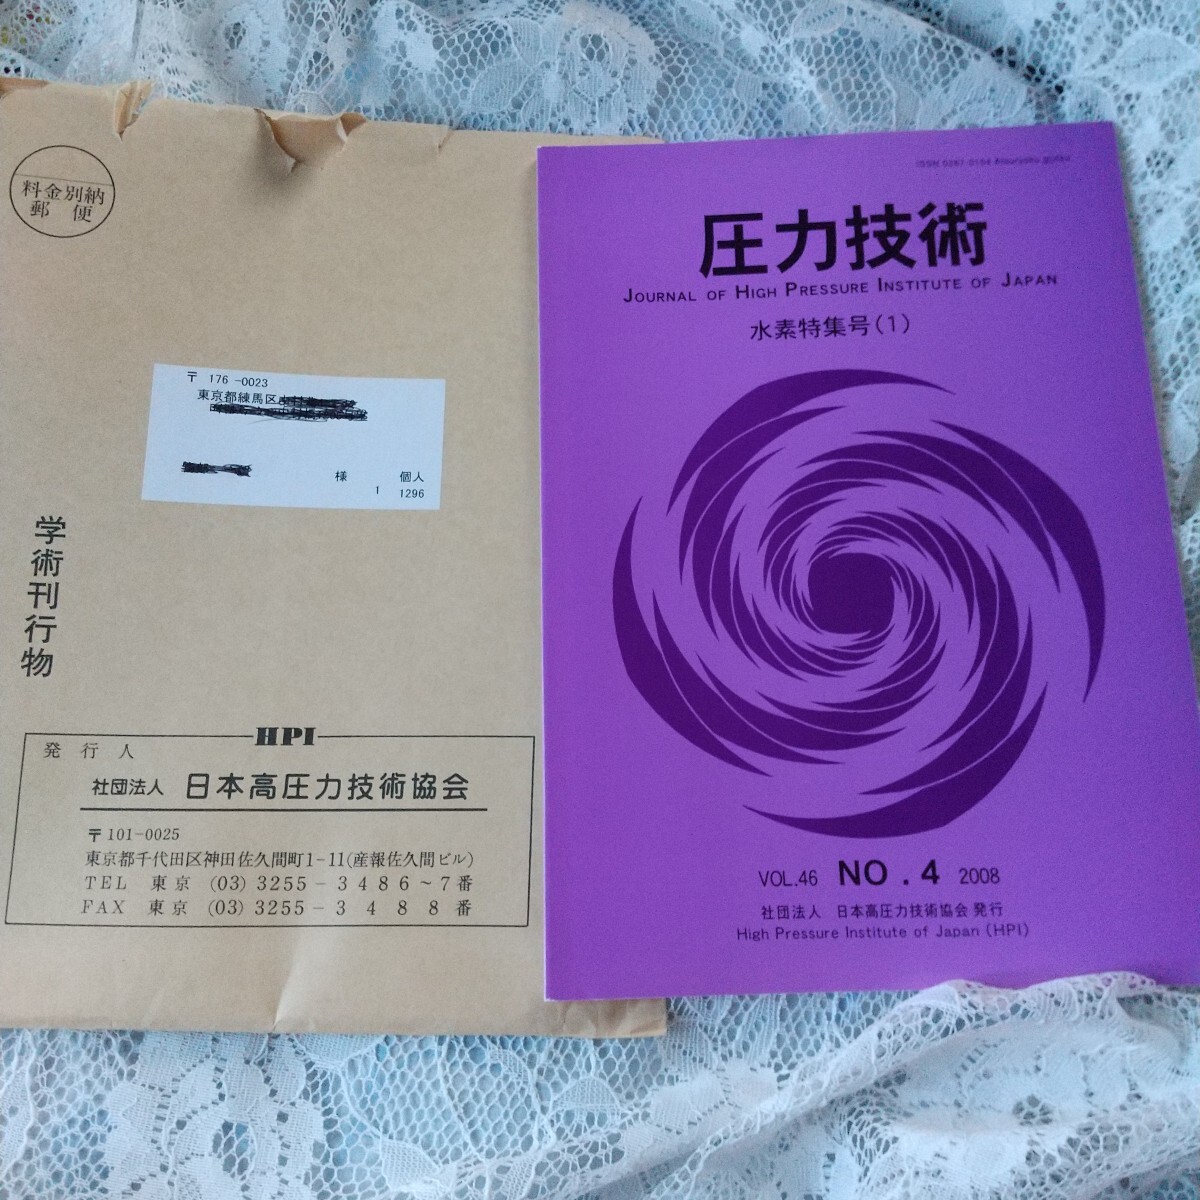 料金別納
郵便
〒 176-0023
東京都練馬区
様
個人
1 1296
学術刊行物
HPI
発行人
社団法人 日本高圧力技術協会
〒101-0025
東京都千代田区神田佐久間町1-11(産報佐久間ビル)
TEL 東京 (03) 3255-3486~7番
FAX 東京 (03) 3255-3488番
圧力技術
JOURNAL OF HIGH PRESSURE INSTITUTE OF JAPAN
水素特集号(1)
VOL.46 NO.4 2008
社団法人 日本高圧力技術協会 発行
High Pressure Institute of Japan (HPI)